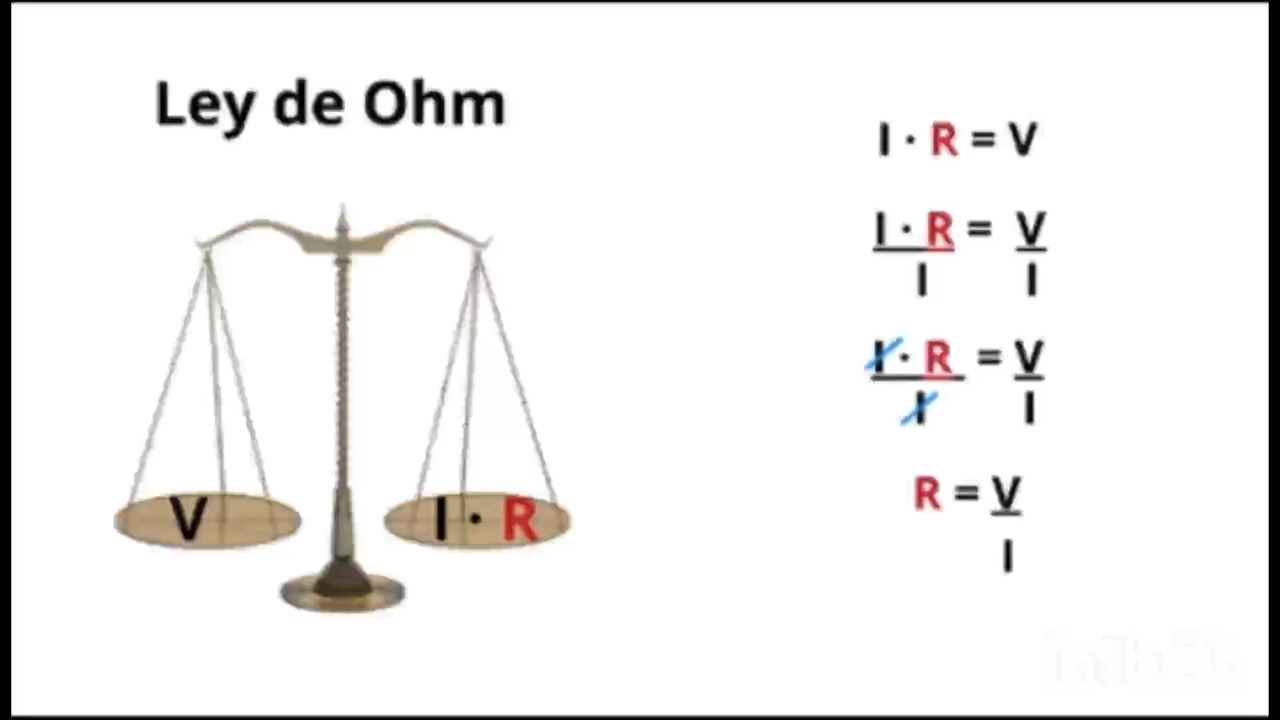 Ley de Ohm
V
I · R
I · R = V
I · R = V
I I
I · R = V
I I
R = V
I